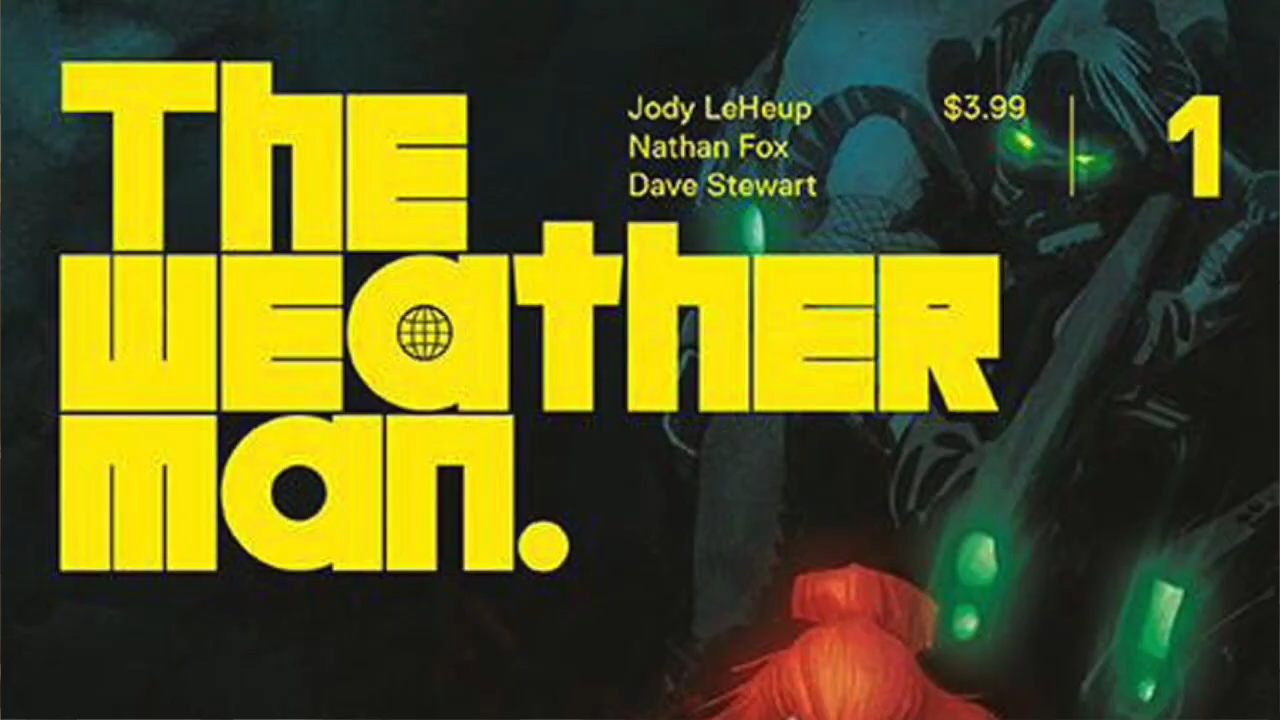 The
WEather
man.
Jody LeHeup
Nathan Fox
Dave Stewart
$3.99
1